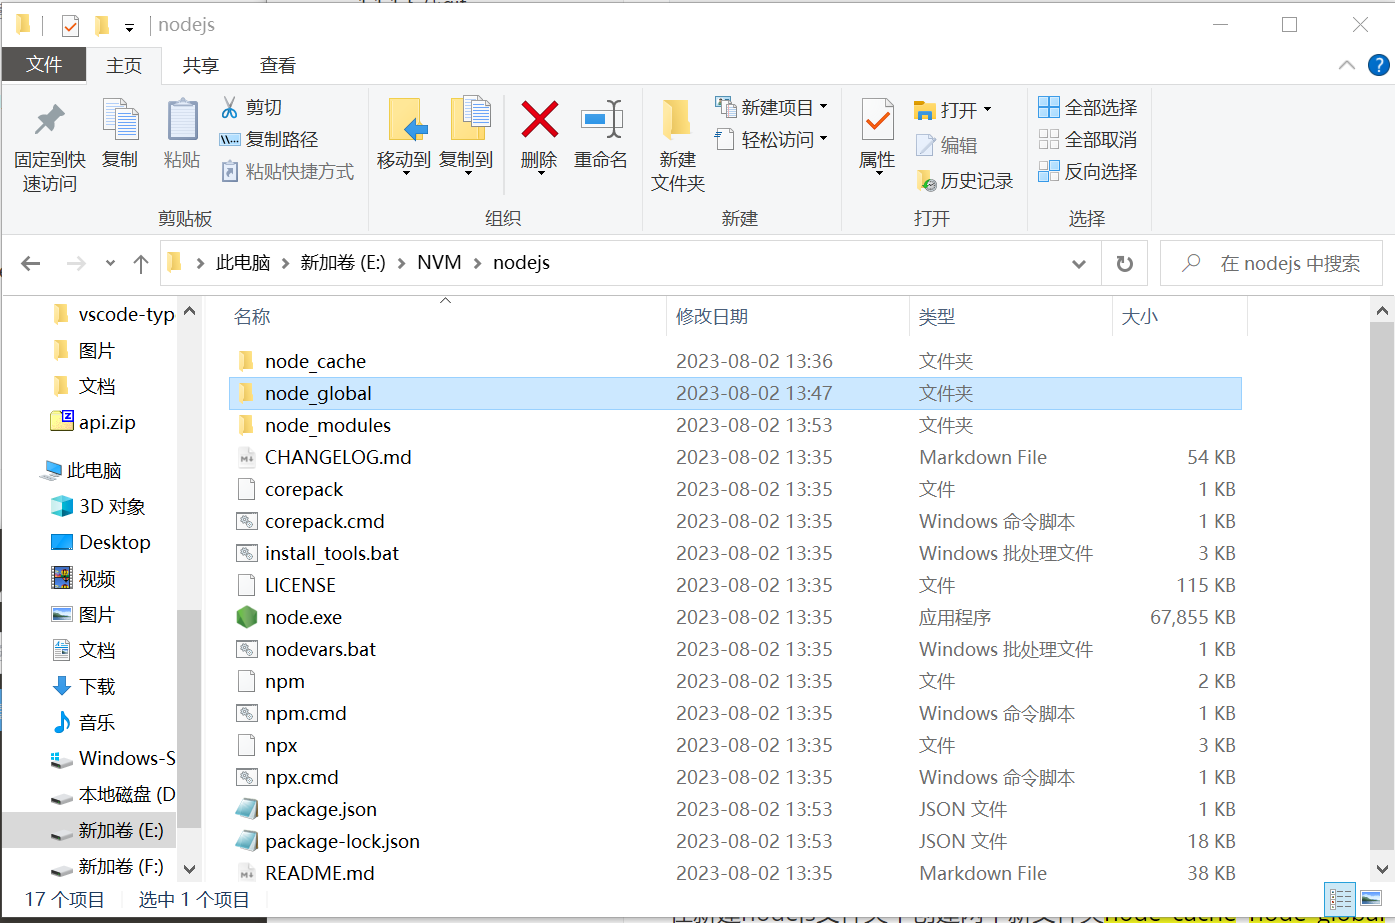 nodejs
文件 主页 共享 查看
固定到快速访问
复制
粘贴
剪切
复制路径
粘贴快捷方式
剪贴板
移动到
复制到
删除
重命名
组织
新建文件夹
新建项目
轻松访问
新建
属性
打开
编辑
历史记录
打开
全部选择
全部取消
反向选择
选择
此电脑 新加卷 (E:) NVM nodejs
在 nodejs 中搜索
vscode-typ
图片
文档
api.zip
此电脑
3D 对象
Desktop
视频
图片
文档
下载
音乐
Windows-S
本地磁盘 (D
新加卷 (E:)
新加卷 (F:)
名称 修改日期 类型 大小
node_cache 2023-08-02 13:36 文件夹
node_global 2023-08-02 13:47 文件夹
node_modules 2023-08-02 13:53 文件夹
CHANGELOG.md 2023-08-02 13:35 Markdown File 54 KB
corepack 2023-08-02 13:35 文件 1 KB
corepack.cmd 2023-08-02 13:35 Windows 命令脚本 1 KB
install_tools.bat 2023-08-02 13:35 Windows 批处理文件 3 KB
LICENSE 2023-08-02 13:35 文件 115 KB
node.exe 2023-08-02 13:35 应用程序 67,855 KB
nodevars.bat 2023-08-02 13:35 Windows 批处理文件 1 KB
npm 2023-08-02 13:35 文件 2 KB
npm.cmd 2023-08-02 13:35 Windows 命令脚本 1 KB
npx 2023-08-02 13:35 文件 3 KB
npx.cmd 2023-08-02 13:35 Windows 命令脚本 1 KB
package.json 2023-08-02 13:53 JSON 文件 1 KB
package-lock.json 2023-08-02 13:53 JSON 文件 18 KB
README.md 2023-08-02 13:35 Markdown File 38 KB
17 个项目 选中 1 个项目